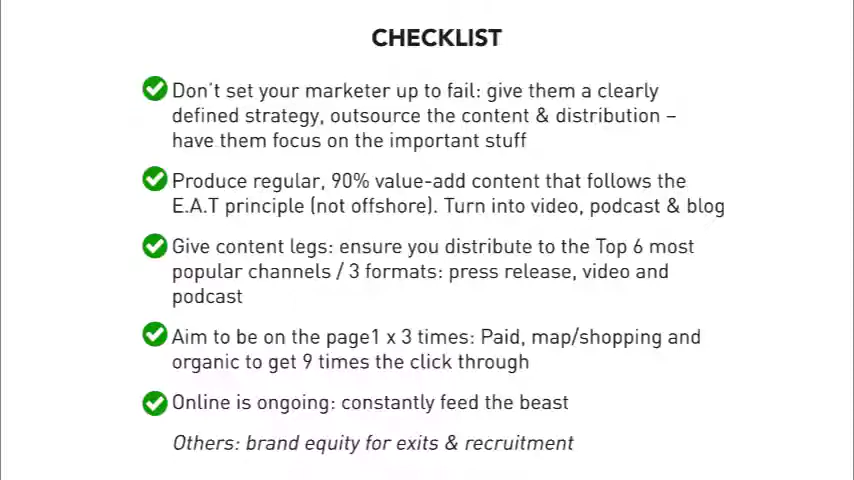 CHECKLIST
Don't set your marketer up to fail: give them a clearly
defined strategy, outsource the content & distribution –
have them focus on the important stuff
Produce regular, 90% value-add content that follows the
E.A.T principle (not offshore). Turn into video, podcast & blog
Give content legs: ensure you distribute to the Top 6 most
popular channels / 3 formats: press release, video and
podcast
Aim to be on the page1 x 3 times: Paid, map/shopping and
organic to get 9 times the click through
Online is ongoing: constantly feed the beast
Others: brand equity for exits & recruitment